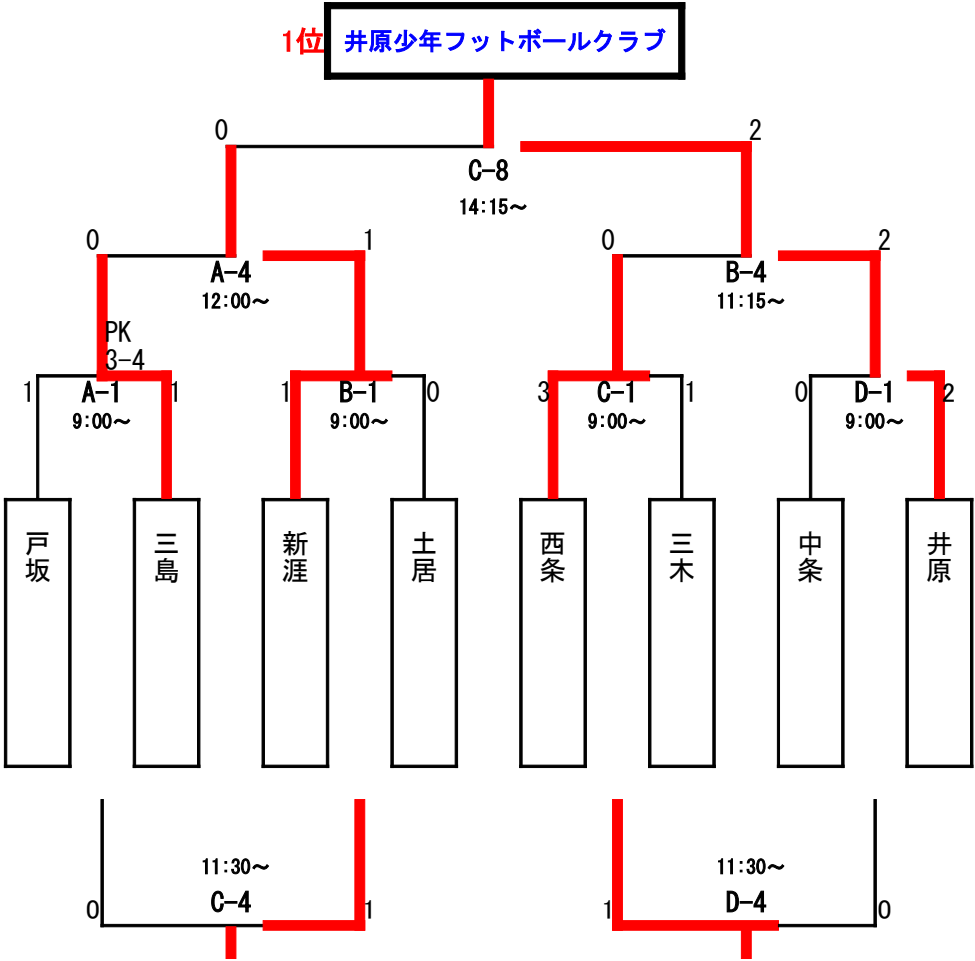 1位 井原少年フットボールクラブ
0 2
C-8
14:15～
0 1 0 2
A-4 B-4
12:00～ 11:15～
PK
3-4
1 A-1 1 1 B-1 0 3 C-1 1 0 D-1 2
9:00～ 9:00～ 9:00～ 9:00～
戸坂 三島 新涯 土居 西条 三木 中条 井原
11:30～ 11:30～
0 C-4 1 1 D-4 0